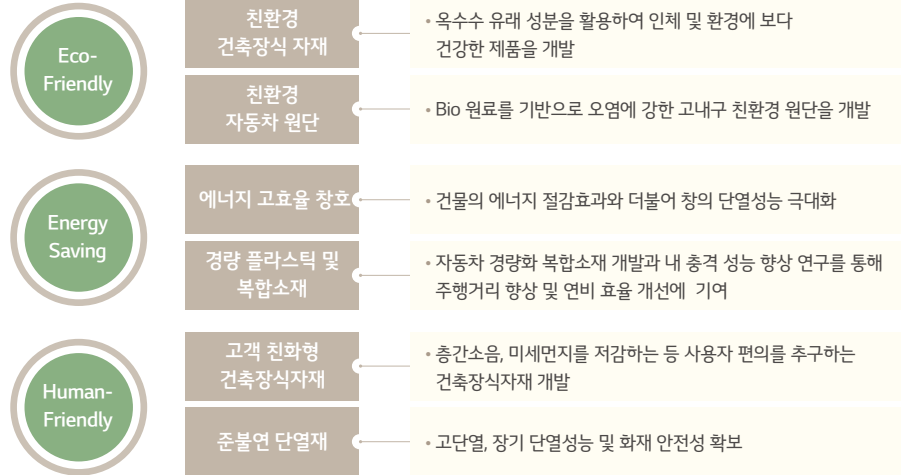 Eco-
Friendly
친환경
건축장식 자재
• 옥수수 유래 성분을 활용하여 인체 및 환경에 보다
건강한 제품을 개발
친환경
자동차 원단
• Bio 원료를 기반으로 오염에 강한 고내구 친환경 원단을 개발
Energy
Saving
에너지 고효율 창호
• 건물의 에너지 절감효과와 더불어 창의 단열성능 극대화
경량 플라스틱 및
복합소재
• 자동차 경량화 복합소재 개발과 내 충격 성능 향상 연구를 통해
주행거리 향상 및 연비 효율 개선에 기여
Human-
Friendly
고객 친화형
건축장식자재
• 층간소음, 미세먼지를 저감하는 등 사용자 편의를 추구하는
건축장식자재 개발
준불연 단열재
• 고단열, 장기 단열성능 및 화재 안전성 확보